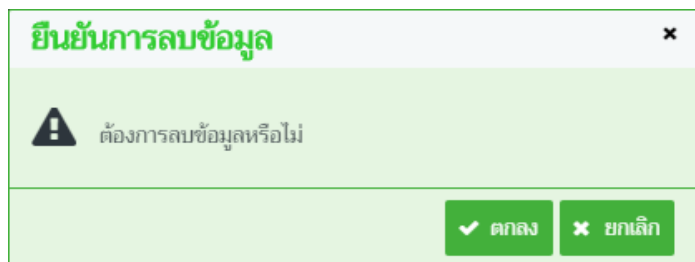 ยืนยันการลบข้อมูล
ต้องการลบข้อมูลหรือไม่
ตกลง ยกเลิก